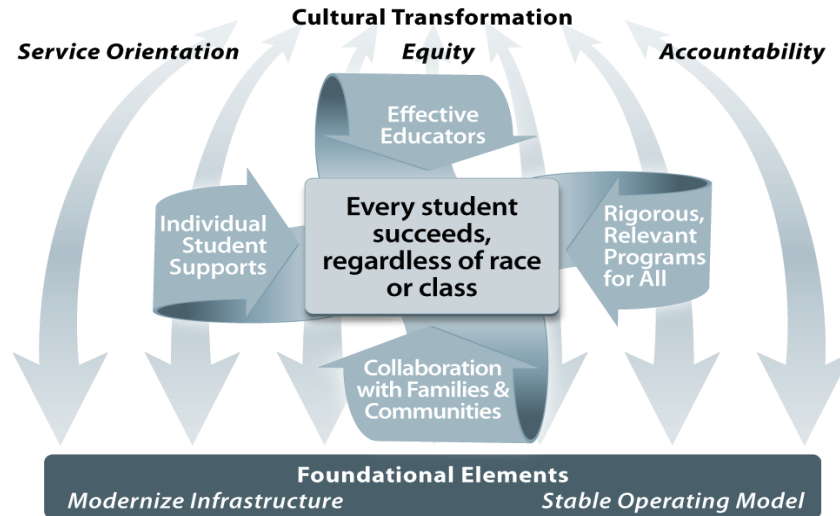 Cultural Transformation
Service Orientation
Equity
Accountability
Effective
Educators
Individual
Student
Supports
Every student
succeeds,
regardless of race
or class
Rigorous,
Relevant
Programs
for All
Collaboration
with Families &
Communities
Foundational Elements
Modernize Infrastructure
Stable Operating Model